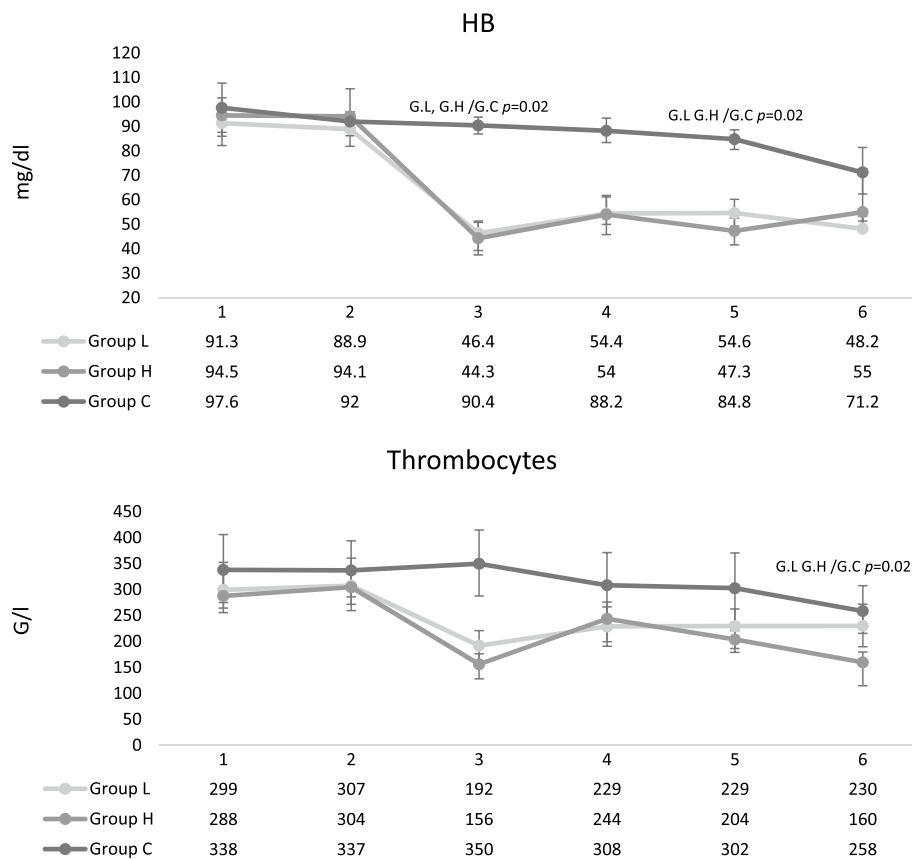 HB
120
110
100
90
80
70
60
50
40
30
20
mg/dl
G.L, G.H /G.C p=0.02
G.L G.H /G.C p=0.02
1 2 3 4 5 6
Group L 91.3 88.9 46.4 54.4 54.6 48.2
Group H 94.5 94.1 44.3 54 47.3 55
Group C 97.6 92 90.4 88.2 84.8 71.2
Thrombocytes
450
400
350
300
250
200
150
100
50
0
G/l
G.L G.H /G.C p=0.02
1 2 3 4 5 6
Group L 299 307 192 229 229 230
Group H 288 304 156 244 204 160
Group C 338 337 350 308 302 258